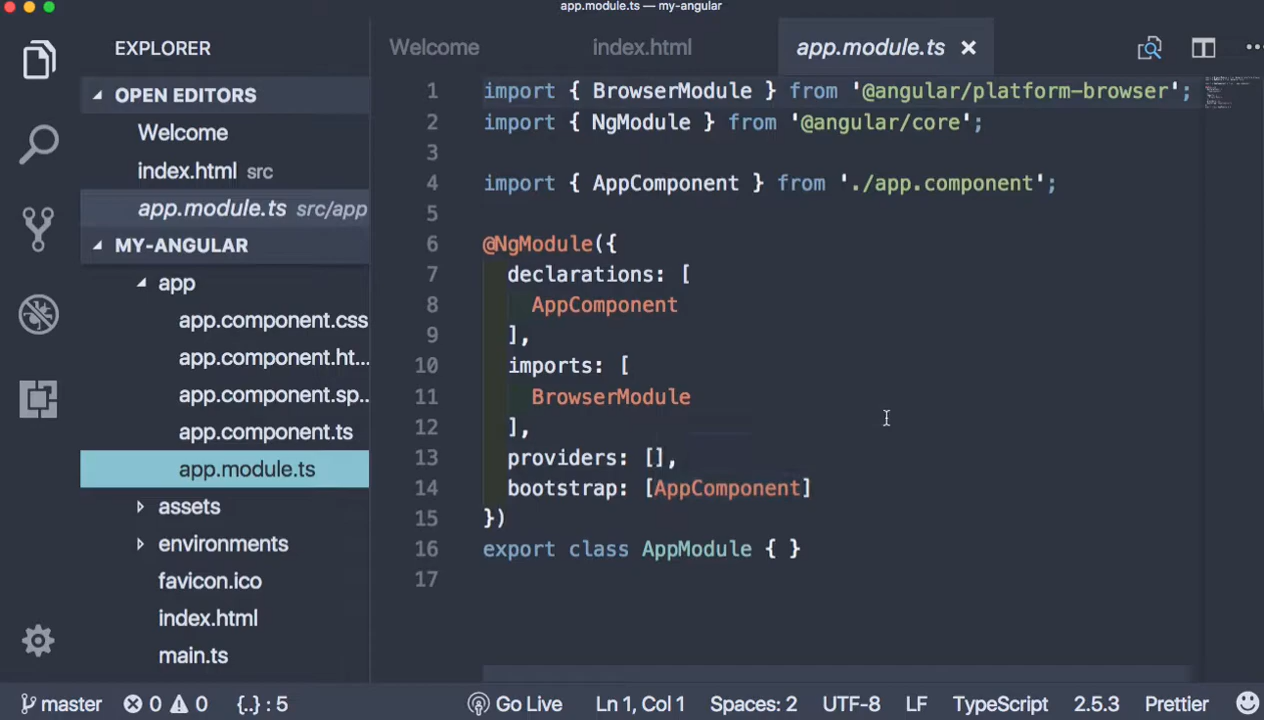 app.module.ts — my-angular
EXPLORER
OPEN EDITORS
Welcome
index.html src
app.module.ts src/app
MY-ANGULAR
app
app.component.css
app.component.ht...
app.component.sp...
app.component.ts
app.module.ts
assets
environments
favicon.ico
index.html
main.ts
Welcome index.html app.module.ts ×
1 import { BrowserModule } from '@angular/platform-browser';
2 import { NgModule } from '@angular/core';
3
4 import { AppComponent } from './app.component';
5
6 @NgModule({
7   declarations: [
8     AppComponent
9   ],
10   imports: [
11     BrowserModule
12   ],
13   providers: [],
14   bootstrap: [AppComponent]
15 })
16 export class AppModule { }
17
master 0 0 {..} : 5 Go Live Ln 1, Col 1 Spaces: 2 UTF-8 LF TypeScript 2.5.3 Prettier